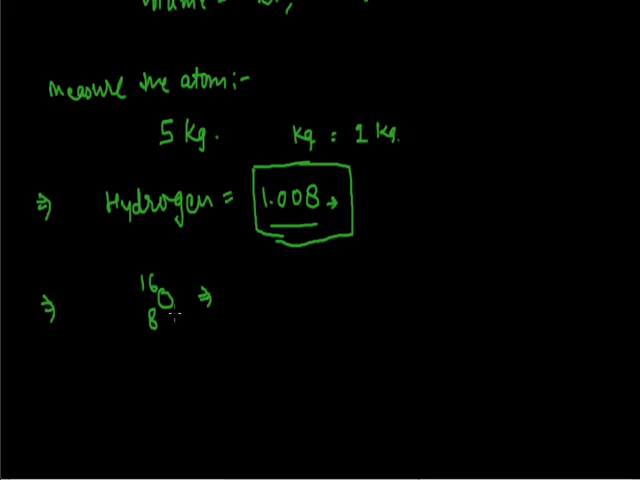 measure the atom:-
5 kg. kg = 1 kg.
⇒ Hydrogen = 1.008 →
⇒ ¹⁶₈O ⇒